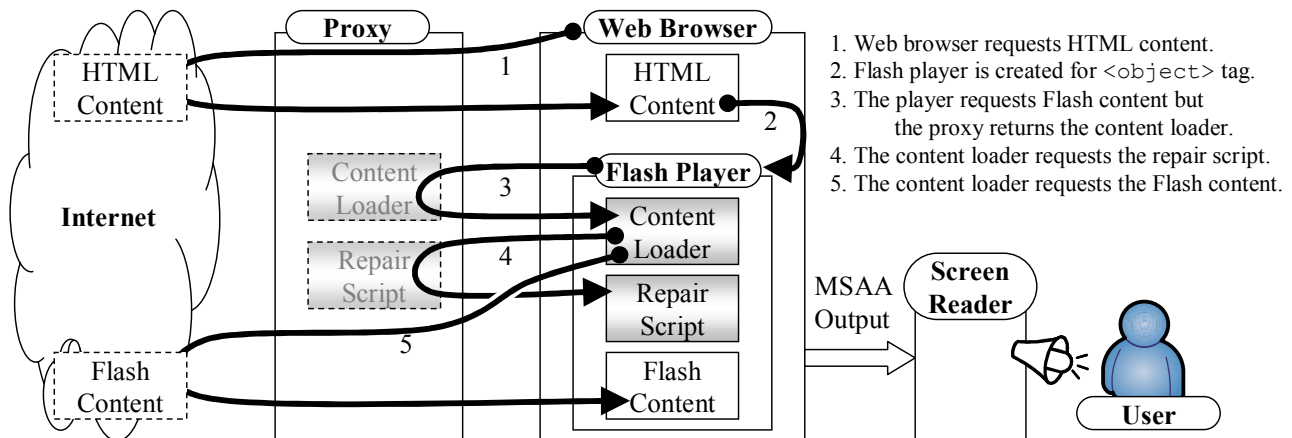 Proxy
Web Browser
HTML
Content
1
HTML
Content
2
1. Web browser requests HTML content.
2. Flash player is created for <object> tag.
3. The player requests Flash content but
the proxy returns the content loader.
4. The content loader requests the repair script.
5. The content loader requests the Flash content.
Internet
Content
Loader
3
Flash Player
Content
Loader
Repair
Script
4
Repair
Script
5
Flash
Content
Flash
Content
MSAA
Output
Screen
Reader
User